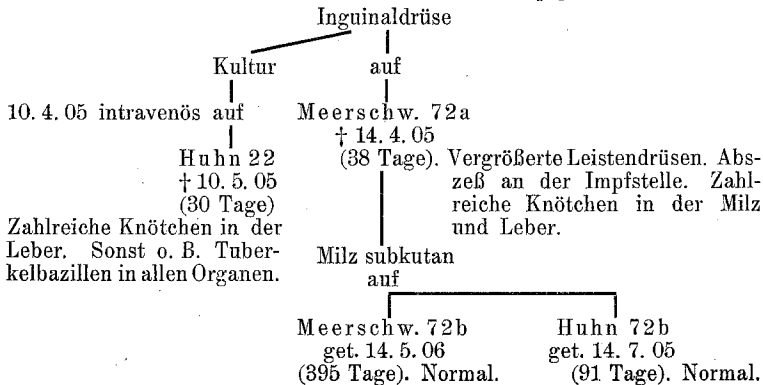 Inguinaldrüse
Kultur auf
10. 4. 05 intravenös auf Meerschw. 72a
† 14. 4. 05
Huhn 22 (38 Tage). Vergrößerte Leistendrüsen. Abs-
† 10. 5. 05 zeß an der Impfstelle. Zahl-
(30 Tage) reiche Knötchen in der Milz
Zahlreiche Knötchen in der und Leber.
Leber. Sonst o. B. Tuber-
kelbazillen in allen Organen. Milz subkutan
auf
Meerschw. 72b Huhn 72b
get. 14. 5. 06 get. 14. 7. 05
(395 Tage). Normal. (91 Tage). Normal.